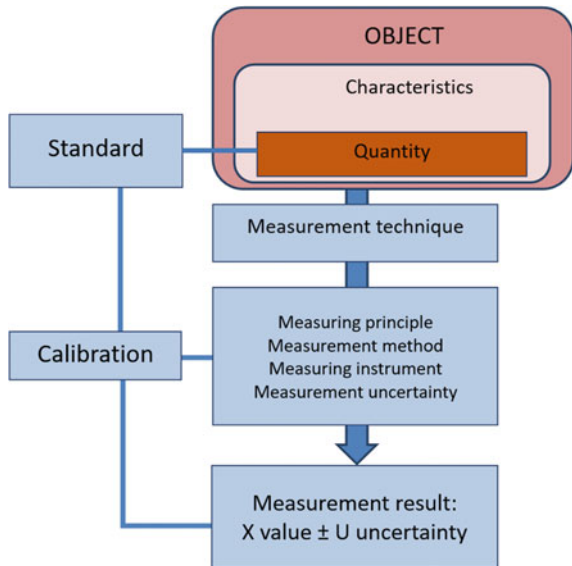 OBJECT
Characteristics
Standard
Quantity
Measurement technique
Measuring principle
Measurement method
Calibration
Measuring instrument
Measurement uncertainty
Measurement result:
X value ± U uncertainty